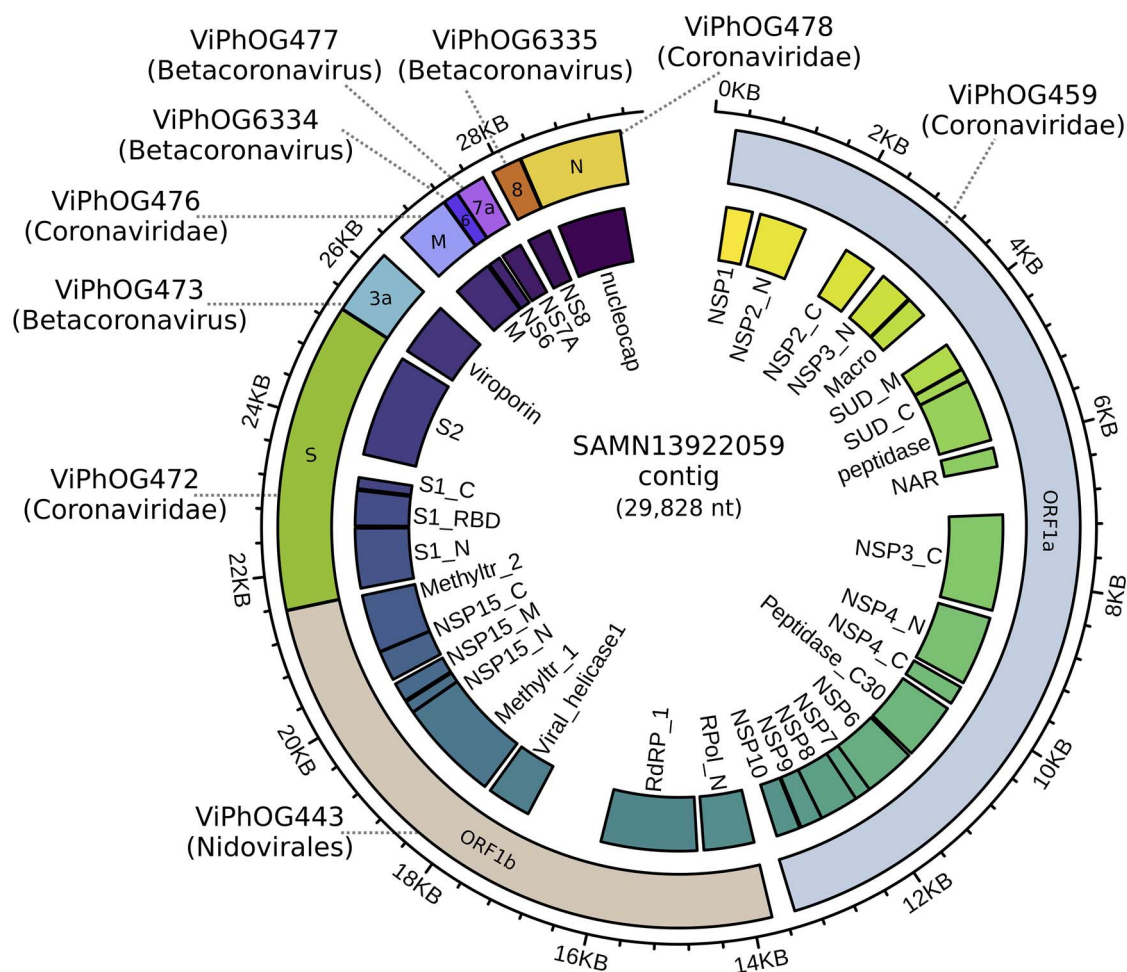 ViPhOG477
(Betacoronavirus)
ViPhOG6335
(Betacoronavirus)
ViPhOG478
(Coronaviridae)
ViPhOG459
(Coronaviridae)
ViPhOG6334
(Betacoronavirus)
ViPhOG476
(Coronaviridae)
ViPhOG473
(Betacoronavirus)
ViPhOG472
(Coronaviridae)
ViPhOG443
(Nidovirales)
0KB
2KB
4KB
6KB
8KB
10KB
12KB
14KB
16KB
18KB
20KB
22KB
24KB
26KB
28KB
ORF1a
ORF1b
S
3a
M
6
7a
8
N
NSP1
NSP2_N
NSP2_C
NSP3_N
Macro
SUD_M
SUD_C
peptidase
NAR
NSP3_C
NSP4_N
NSP4_C
Peptidase_C30
NSP6
NSP7
NSP8
NSP9
NSP10
RPol_N
RdRP_1
Viral_helicase1
Methyltr_1
NSP15_N
NSP15_M
NSP15_C
Methyltr_2
S1_N
S1_RBD
S1_C
S2
viroporin
M
NS6
NS7A
NS8
nucleocap
SAMN13922059
contig
(29,828 nt)